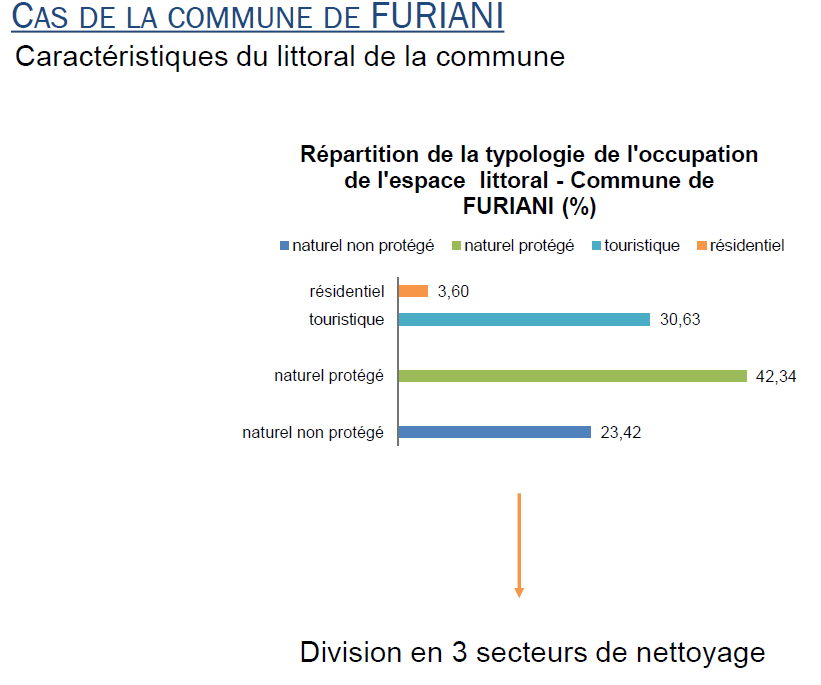 CAS DE LA COMMUNE DE FURIANI
Caractéristiques du littoral de la commune
Répartition de la typologie de l'occupation
de l'espace littoral - Commune de
FURIANI (%)
naturel non protégé naturel protégé touristique résidentiel
résidentiel 3,60
touristique 30,63
naturel protégé 42,34
naturel non protégé 23,42
Division en 3 secteurs de nettoyage